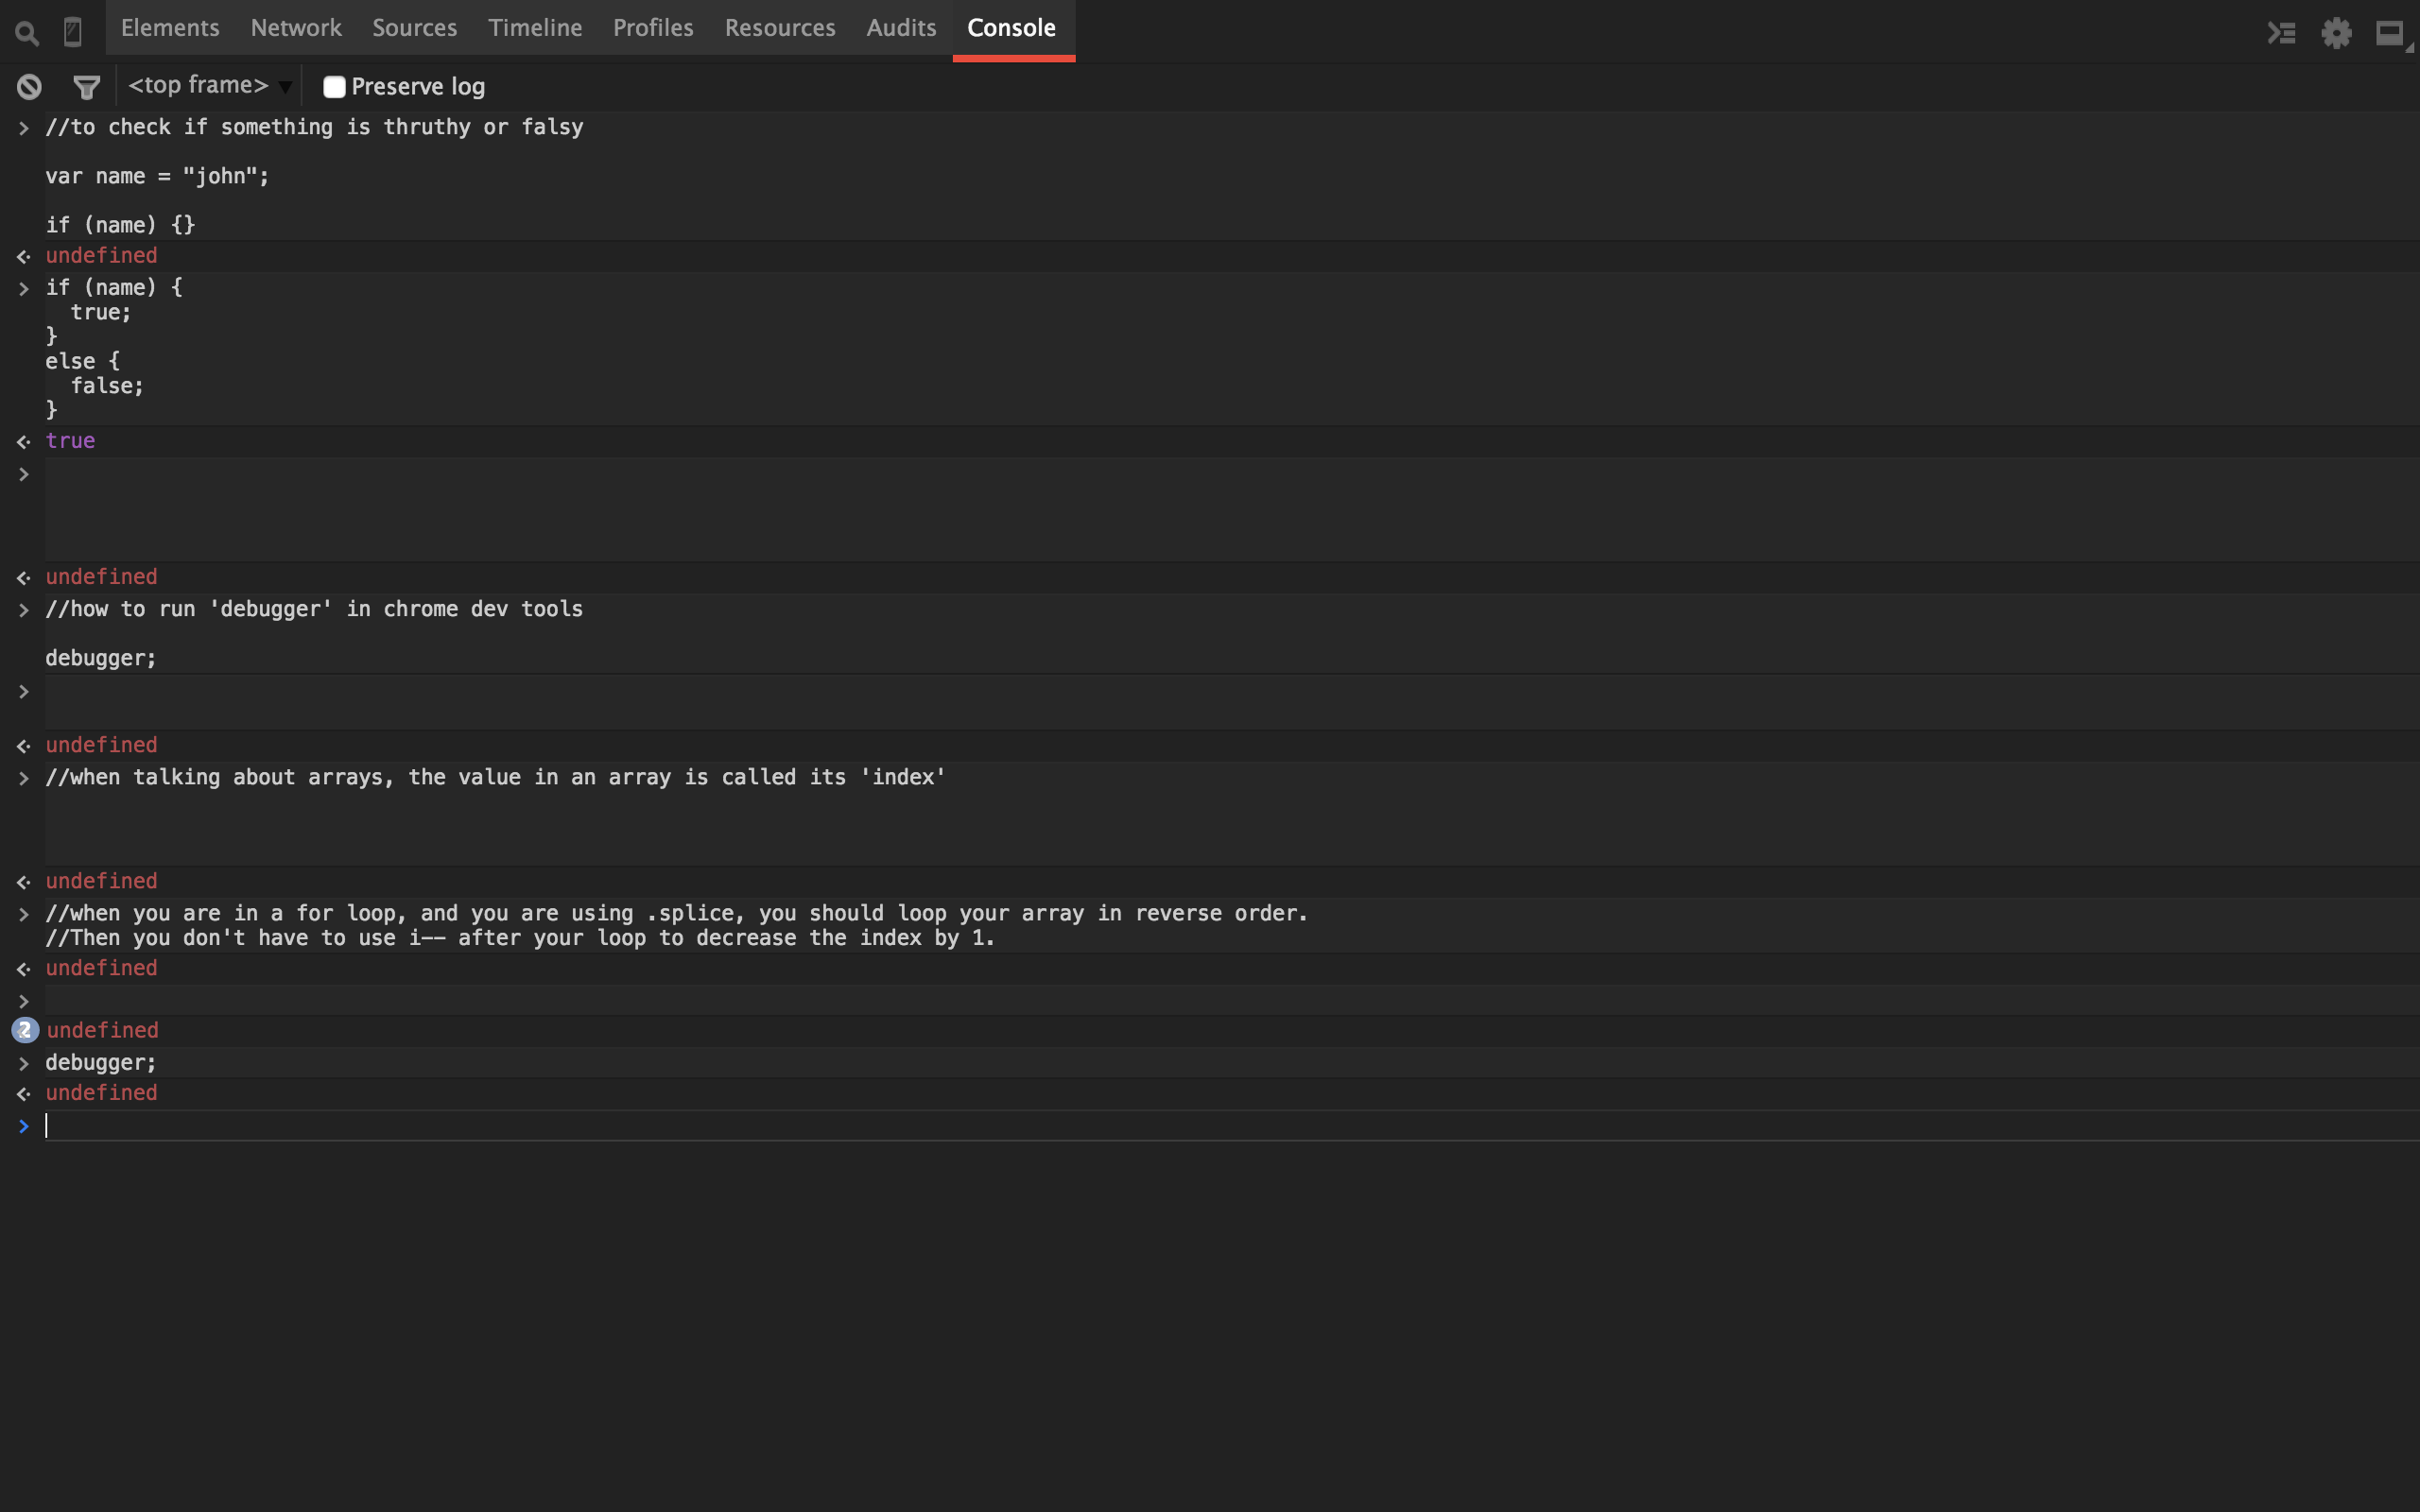 Elements Network Sources Timeline Profiles Resources Audits Console
<top frame> ▼ Preserve log
> //to check if something is thruthy or falsy
var name = "john";
if (name) {}
undefined
> if (name) {
true;
}
else {
false;
}
true
>
undefined
> //how to run 'debugger' in chrome dev tools
debugger;
>
undefined
> //when talking about arrays, the value in an array is called its 'index'
undefined
> //when you are in a for loop, and you are using .splice, you should loop your array in reverse order.
//Then you don't have to use i-- after your loop to decrease the index by 1.
undefined
>
2 undefined
> debugger;
undefined
>